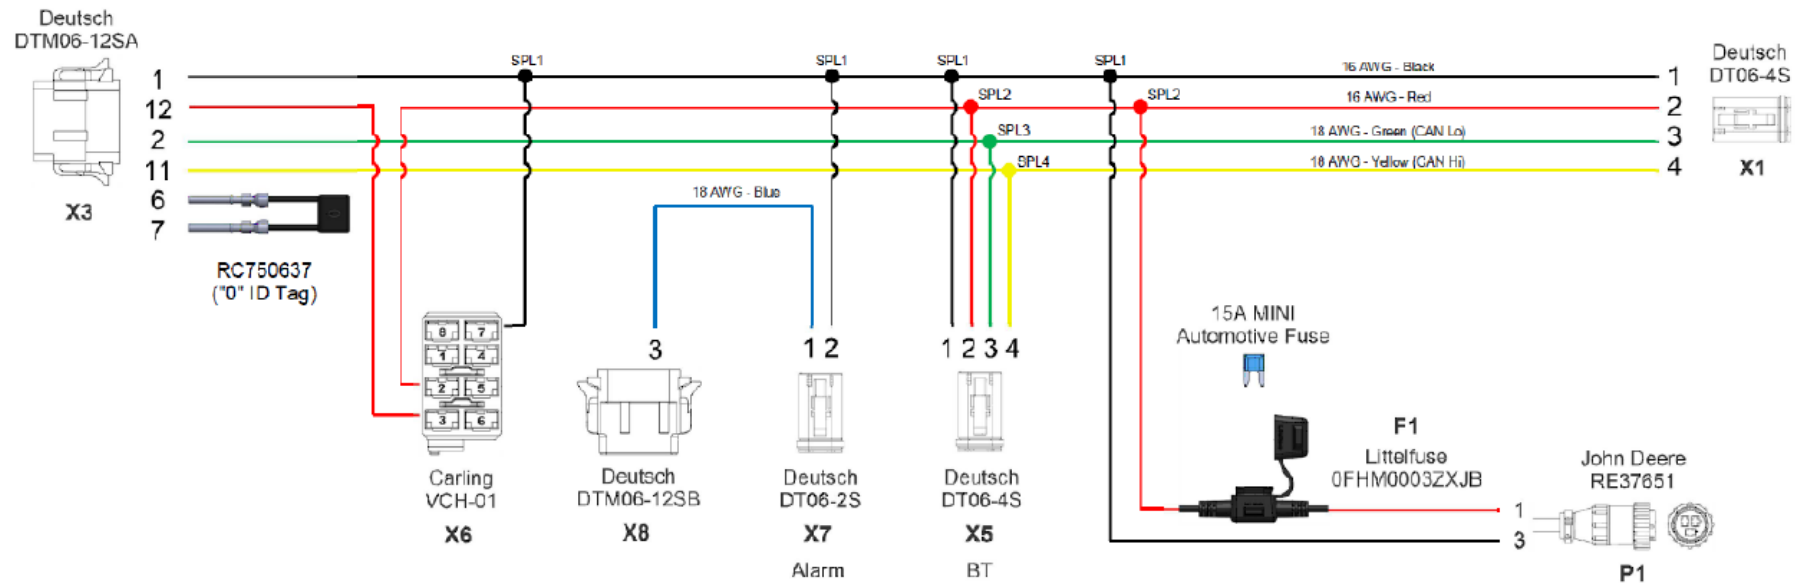 Deutsch
DTM06-12SA
1
12
2
11
6
7
X3
RC750637
("0" ID Tag)
SPL1
SPL1
SPL1
SPL1
SPL2
SPL2
SPL3
SPL4
16 AWG - Black
16 AWG - Red
18 AWG - Green (CAN Lo)
18 AWG - Yellow (CAN Hi)
18 AWG - Blue
Deutsch
DT06-4S
1
2
3
4
X1
8 7
1 4
2 5
3 6
Carling
VCH-01
X6
3
Deutsch
DTM06-12SB
X8
1 2
Deutsch
DT06-2S
X7
Alarm
1 2 3 4
Deutsch
DT06-4S
X5
BT
15A MINI
Automotive Fuse
F1
Littelfuse
0FHM0003ZXJB
John Deere
RE37651
1
3
P1